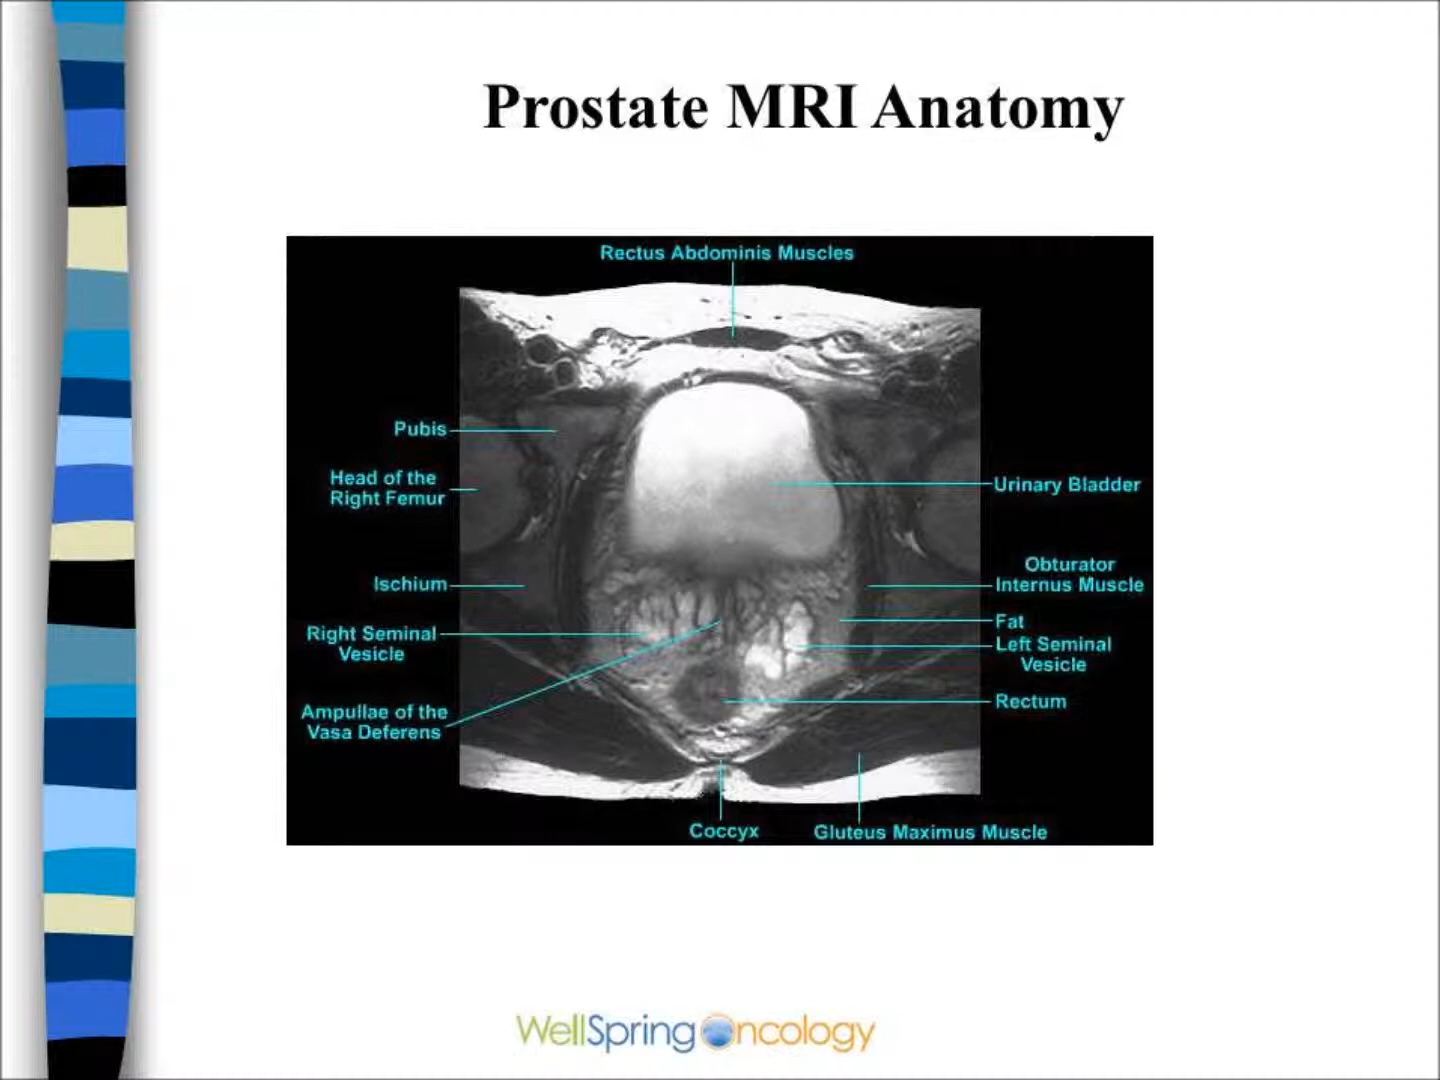 Prostate MRI Anatomy
Rectus Abdominis Muscles
Pubis
Head of the
Right Femur
Urinary Bladder
Ischium
Obturator
Internus Muscle
Fat
Right Seminal
Vesicle
Left Seminal
Vesicle
Rectum
Ampullae of the
Vasa Deferens
Coccyx
Gluteus Maximus Muscle
WellSpring Oncology